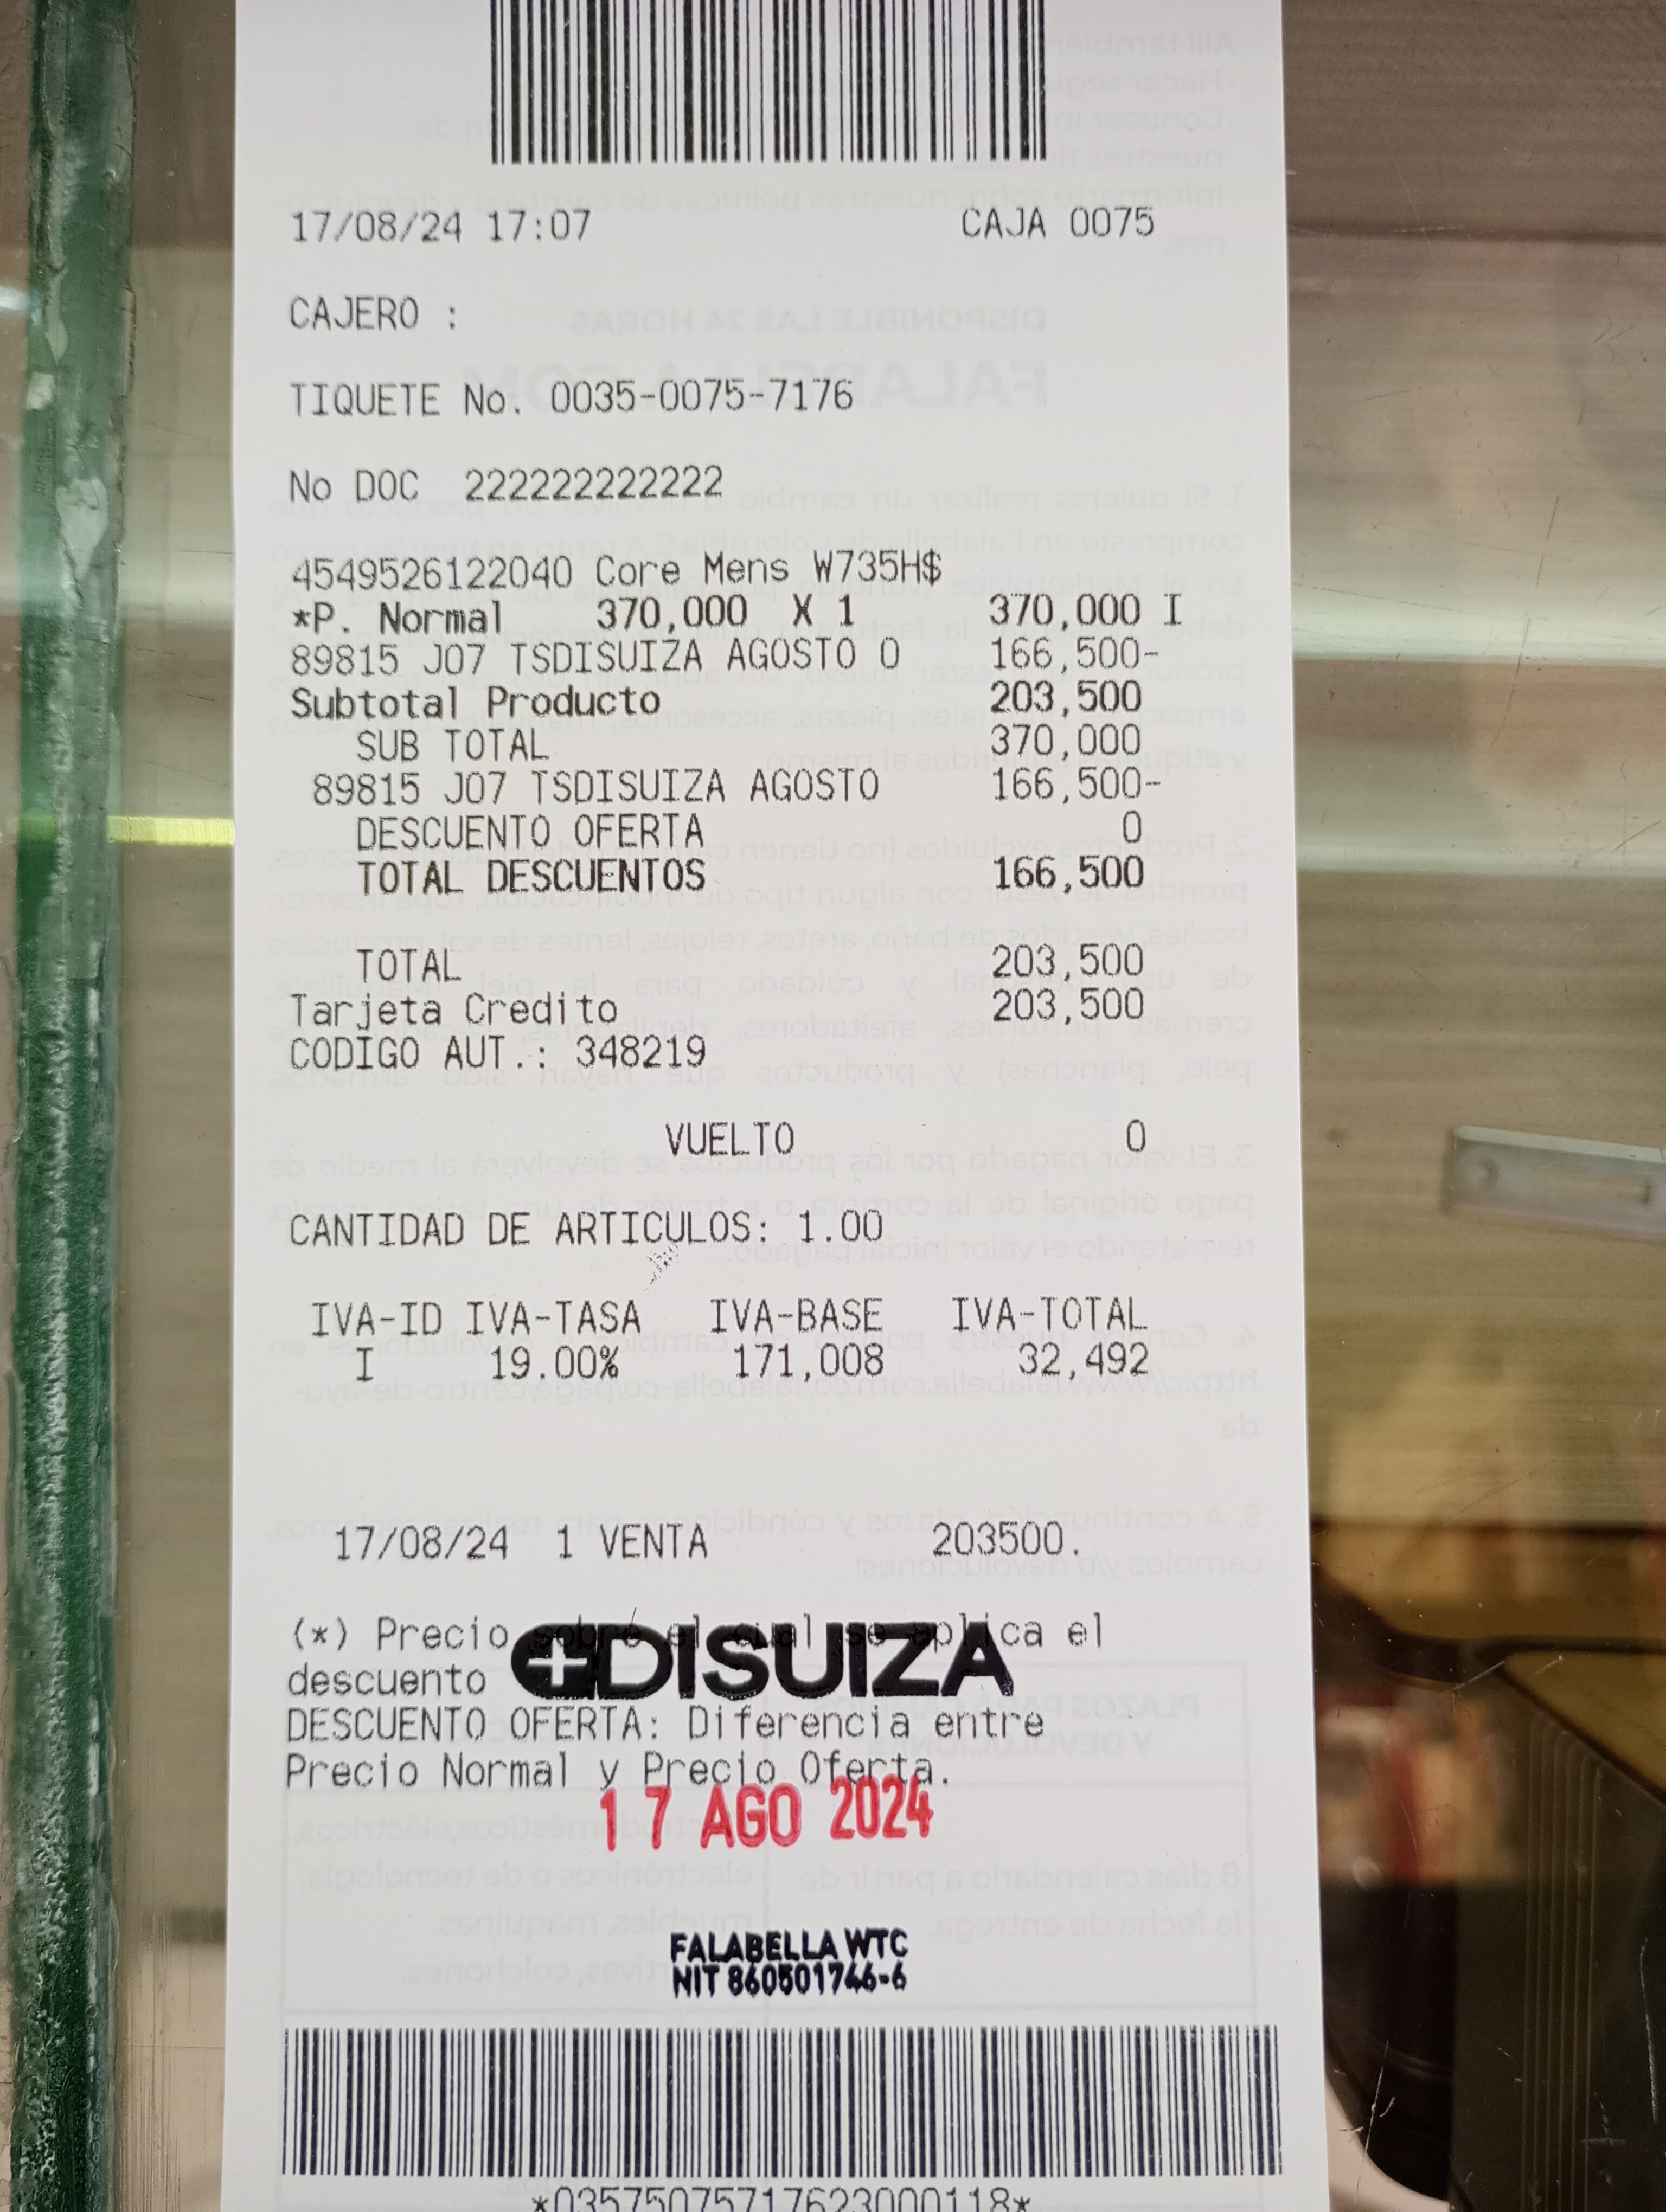 17/08/24 17:07 CAJA 0075
CAJERO :
TIQUETE No. 0035-0075-7176
No DOC 222222222222
4549526122040 Core Mens W735H$
*P. Normal 370,000 X 1 370,000 I
89815 J07 TSDISUIZA AGOSTO O 166,500-
Subtotal Producto 203,500
SUB TOTAL 370,000
89815 J07 TSDISUIZA AGOSTO 166,500-
DESCUENTO OFERTA 0
TOTAL DESCUENTOS 166,500
TOTAL 203,500
Tarjeta Credito 203,500
CODIGO AUT.: 348219
VUELTO 0
CANTIDAD DE ARTICULOS: 1.00
IVA-ID IVA-TASA IVA-BASE IVA-TOTAL
I 19.00% 171,008 32,492
17/08/24 1 VENTA 203500.
(*) Precio sobre el cual se aplica el
descuento
DISUIZA
DESCUENTO OFERTA: Diferencia entre
Precio Normal y Precio Oferta.
17 AGO 2024
FALABELLA WTC
NIT 860501746-6
*03575075717623000118*